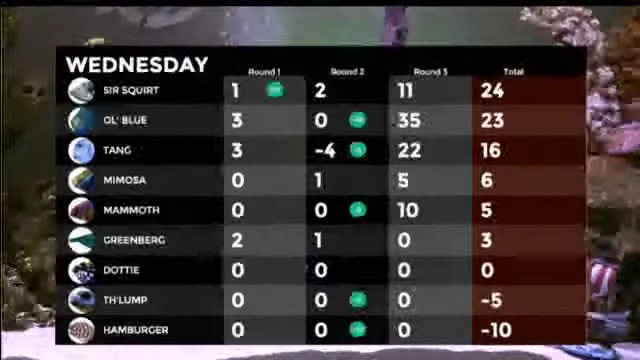 WEDNESDAY
Round 1 Round 2 Round 3 Total
SIR SQUIRT 1 2 11 24
OL' BLUE 3 0 35 23
TANG 3 -4 22 16
MIMOSA 0 1 5 6
MAMMOTH 0 0 10 5
GREENBERG 2 1 0 3
DOTTIE 0 0 0 0
TH'LUMP 0 0 0 -5
HAMBURGER 0 0 0 -10